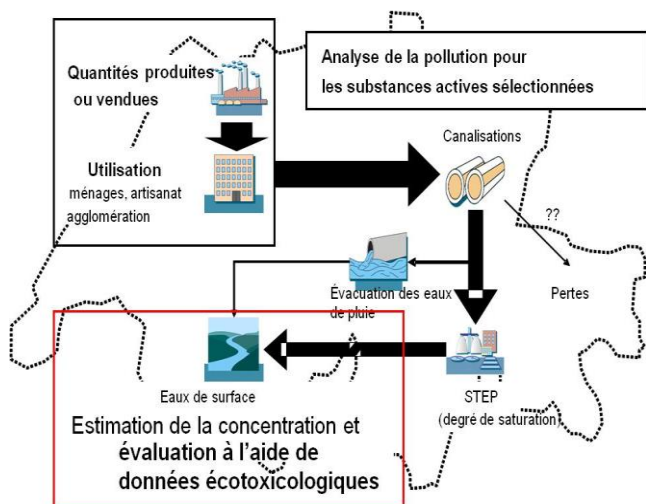 Quantités produites
ou vendues
Analyse de la pollution pour
les substances actives sélectionnées
Utilisation
ménages, artisanat
agglomération
Canalisations
??
Pertes
Évacuation des eaux
de pluie
Eaux de surface
STEP
(degré de saturation)
Estimation de la concentration et
évaluation à l'aide de
données écotoxicologiques